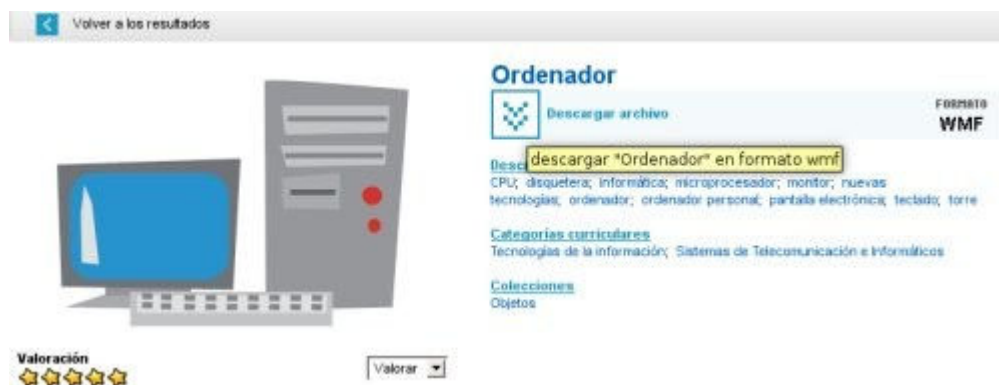 Volver a los resultados
Ordenador
Descargar archivo
FORMATO
WMF
descargar "Ordenador" en formato wmf
CPU; disquetera; informática; microprocesador; monitor; nuevas
tecnologías; ordenador; ordenador personal; pantalla electrónica; teclado; torre
Categorías curriculares
Tecnologías de la información; Sistemas de Telecomunicación e Informáticos
Colecciones
Objetos
Valoración
Valorar